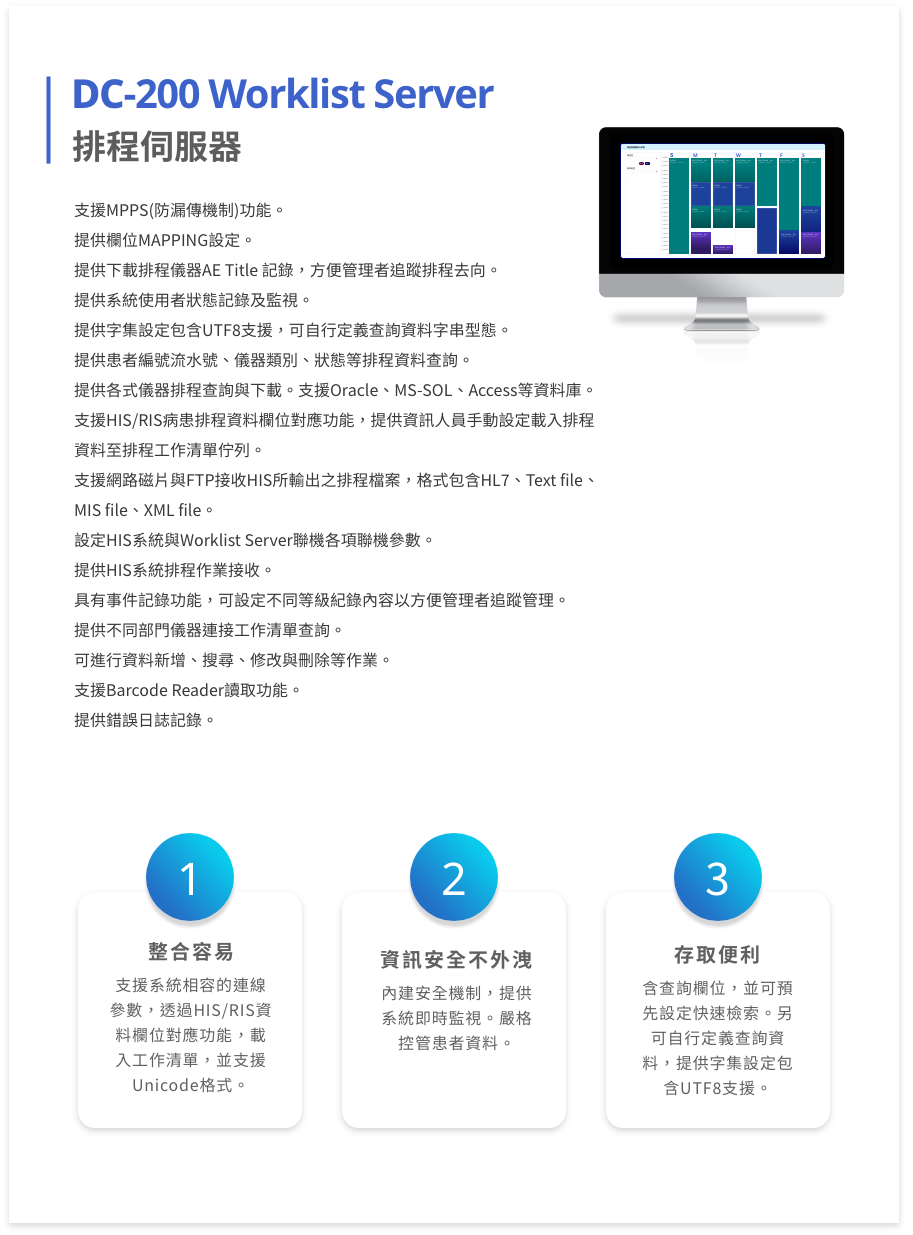 DC-200 Worklist Server
排程伺服器
支援MPPS(防漏傳機制)功能。
提供欄位MAPPING設定。
提供下載排程儀器AE Title 記錄，方便管理者追蹤排程去向。
提供系統使用者狀態記錄及監視。
提供字集設定包含UTF8支援，可自行定義查詢資料字串型態。
提供患者編號流水號、儀器類別、狀態等排程資料查詢。
提供各式儀器排程查詢與下載。支援Oracle、MS-SOL、Access等資料庫。
支援HIS/RIS病患排程資料欄位對應功能，提供資訊人員手動設定載入排程
資料至排程工作清單佇列。
支援網路磁片與FTP接收HIS所輸出之排程檔案，格式包含HL7、Text file、
MIS file、XML file。
設定HIS系統與Worklist Server聯機各項聯機參數。
提供HIS系統排程作業接收。
具有事件記錄功能，可設定不同等級紀錄內容以方便管理者追蹤管理。
提供不同部門儀器連接工作清單查詢。
可進行資料新增、搜尋、修改與刪除等作業。
支援Barcode Reader讀取功能。
提供錯誤日誌記錄。
S M T W T F S
1
整合容易
支援系統相容的連線
參數，透過HIS/RIS資
料欄位對應功能，載
入工作清單，並支援
Unicode格式。
2
資訊安全不外洩
內建安全機制，提供
系統即時監視。嚴格
控管患者資料。
3
存取便利
含查詢欄位，並可預
先設定快速檢索。另
可自行定義查詢資
料，提供字集設定包
含UTF8支援。